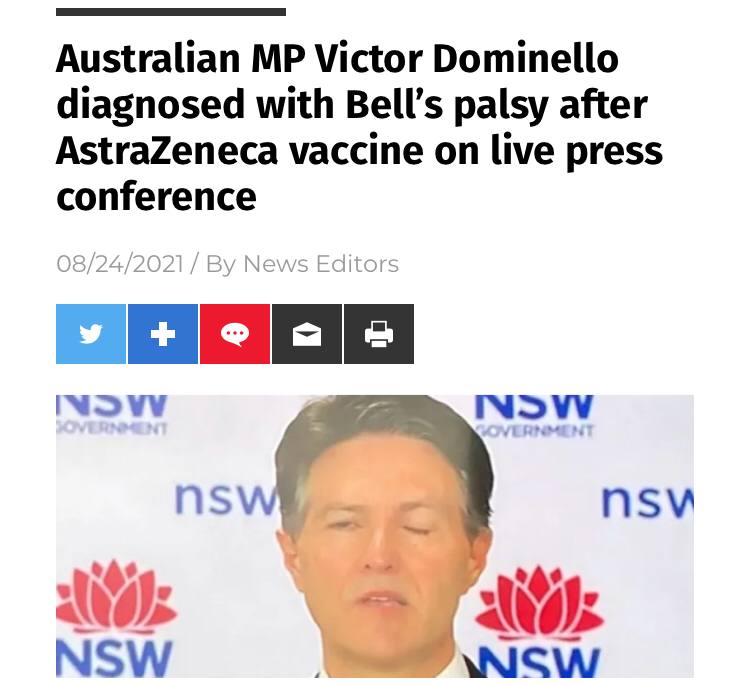 Australian MP Victor Dominello
diagnosed with Bell's palsy after
AstraZeneca vaccine on live press
conference
08/24/2021 / By News Editors
NSW NSW
GOVERNMENT GOVERNMENT
nsw nsw
NSW NSW